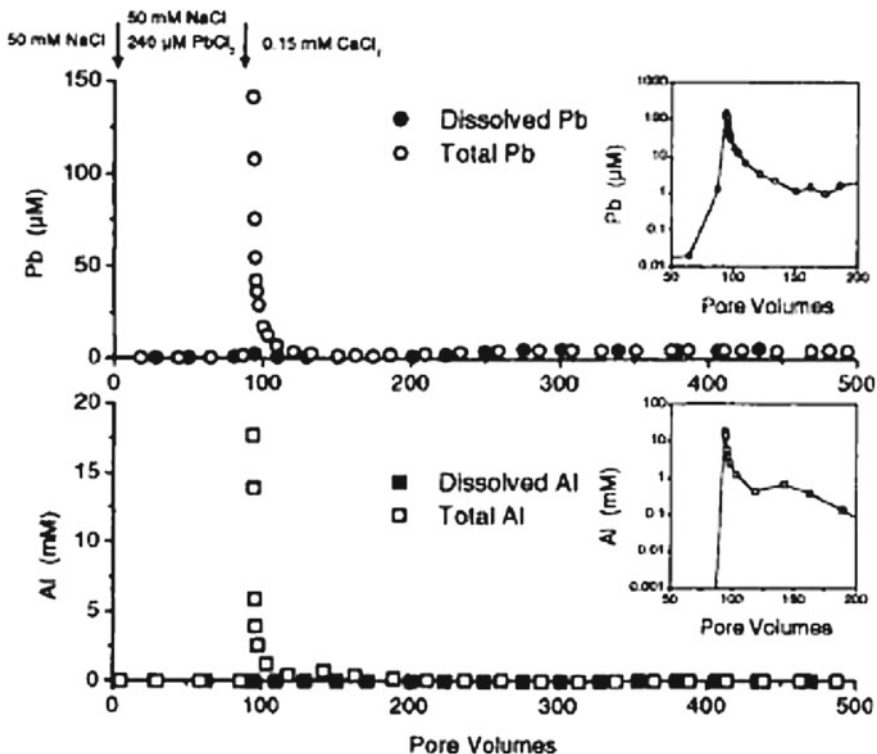 50 mM NaCl
50 mM NaCl 240 µM PbCl2
0.15 mM CaCl2
150
100
50
0
Pb (µM)
Dissolved Pb
Total Pb
0 100 200 300 400 500
1000
100
10
1
0.1
0.01
Pb (µM)
50 100 150 200
Pore Volumes
20
15
10
5
0
Al (mM)
Dissolved Al
Total Al
0 100 200 300 400 500
Pore Volumes
100
10
1
0.1
0.01
0.001
Al (mM)
50 100 150 200
Pore Volumes